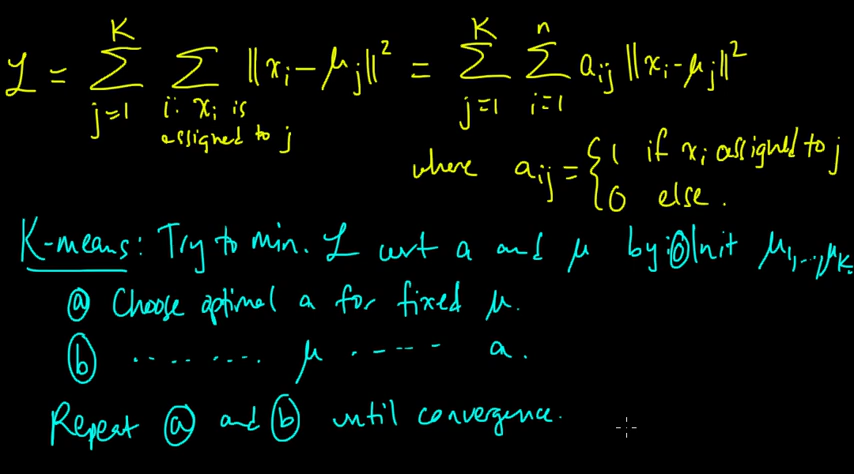 ℒ = Σ_{j=1}^{K} Σ_{i: x_i is assigned to j} ||x_i - μ_j||² = Σ_{j=1}^{K} Σ_{i=1}^{n} a_ij ||x_i - μ_j||²
where a_ij = { 1 if x_i assigned to j
0 else.
K-means: Try to min. ℒ wrt a and μ by: ⓪ Init μ_1,...,μ_K.
ⓐ Choose optimal a for fixed μ.
ⓑ ........ μ ..... a.
Repeat ⓐ and ⓑ until convergence.